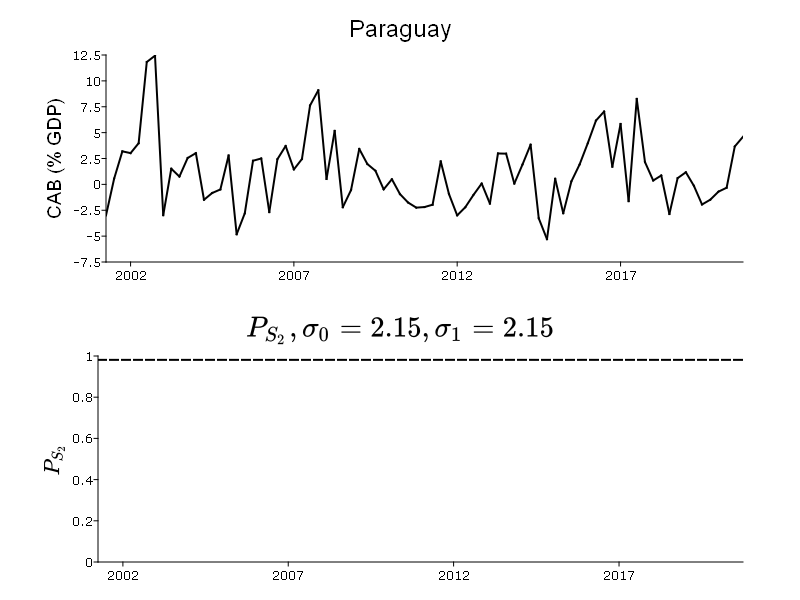 Paraguay
CAB (% GDP)
12.5
10
7.5
5
2.5
0
−2.5
−5
−7.5
2002 2007 2012 2017
P_{S_2}, σ_0 = 2.15, σ_1 = 2.15
P_{S_2}
1
0.8
0.6
0.4
0.2
0
2002 2007 2012 2017